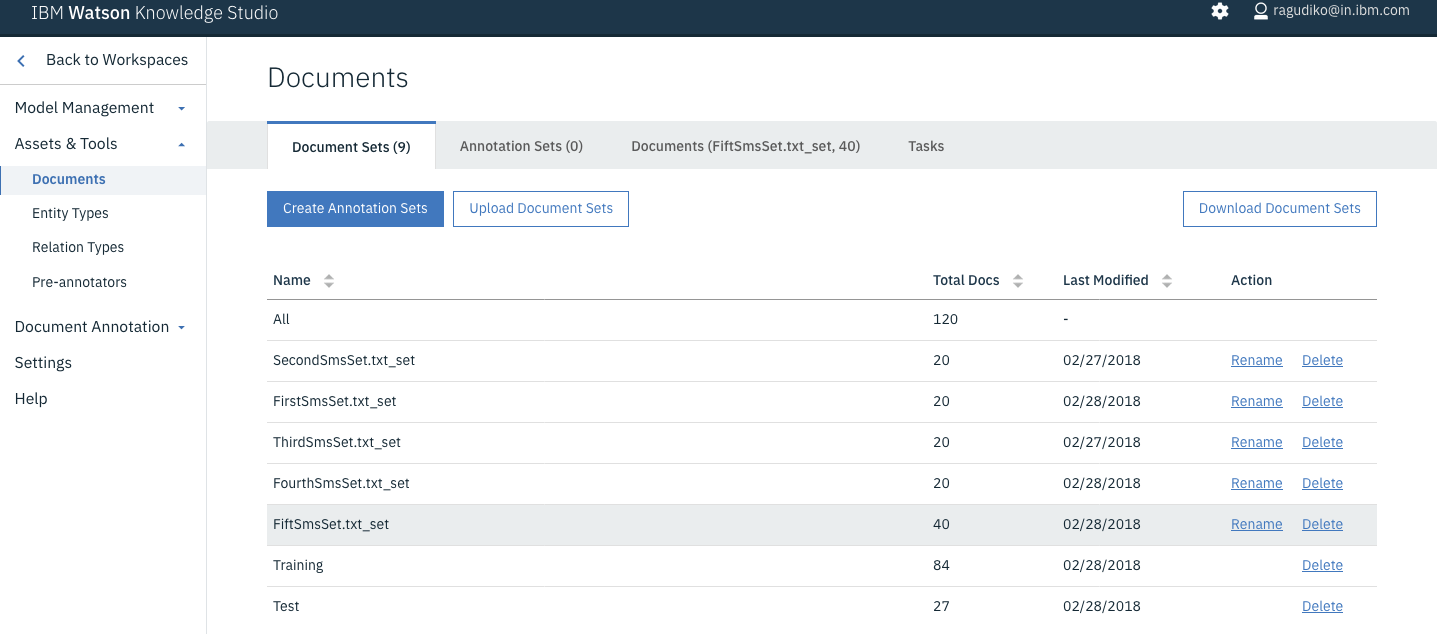 IBM Watson Knowledge Studio
ragudiko@in.ibm.com
Back to Workspaces
Model Management
Assets & Tools
Documents
Entity Types
Relation Types
Pre-annotators
Document Annotation
Settings
Help
Documents
Document Sets (9) Annotation Sets (0) Documents (FiftSmsSet.txt_set, 40) Tasks
Create Annotation Sets Upload Document Sets Download Document Sets
Name Total Docs Last Modified Action
All 120 -
SecondSmsSet.txt_set 20 02/27/2018 Rename Delete
FirstSmsSet.txt_set 20 02/28/2018 Rename Delete
ThirdSmsSet.txt_set 20 02/27/2018 Rename Delete
FourthSmsSet.txt_set 20 02/28/2018 Rename Delete
FiftSmsSet.txt_set 40 02/28/2018 Rename Delete
Training 84 02/28/2018 Delete
Test 27 02/28/2018 Delete